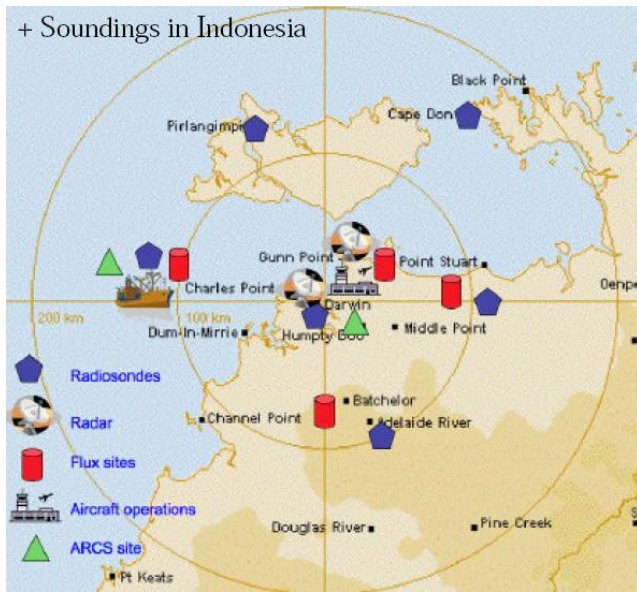 + Soundings in Indonesia
Black Point
Cape Don
Pirlangimpi
Gunn Point
Point Stuart
Charles Point
Darwin
200 km
100 km
Dum-In-Mirrie
Humpty Doo
Middle Point
Radiosondes
Batchelor
Channel Point
Adelaide River
Radar
Flux sites
Aircraft operations
Douglas River
Pine Creek
ARCS site
Pt Keats